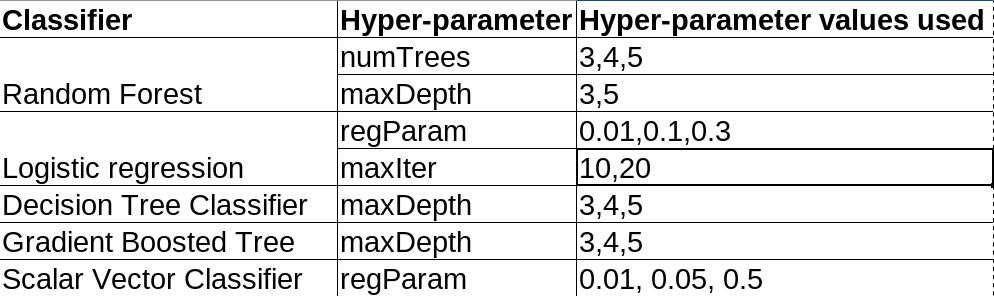 Classifier Hyper-parameter Hyper-parameter values used
numTrees 3,4,5
Random Forest maxDepth 3,5
regParam 0.01,0.1,0.3
Logistic regression maxIter 10,20
Decision Tree Classifier maxDepth 3,4,5
Gradient Boosted Tree maxDepth 3,4,5
Scalar Vector Classifier regParam 0.01, 0.05, 0.5